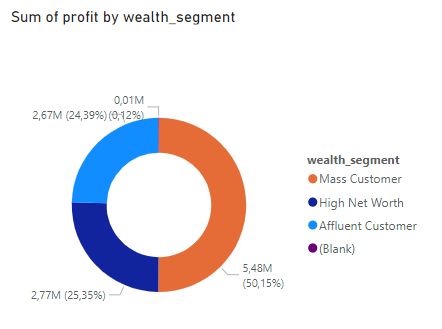 Sum of profit by wealth_segment
0,01M
(0,12%)
2,67M (24,39%)
wealth_segment
Mass Customer
High Net Worth
Affluent Customer
(Blank)
5,48M
(50,15%)
2,77M (25,35%)